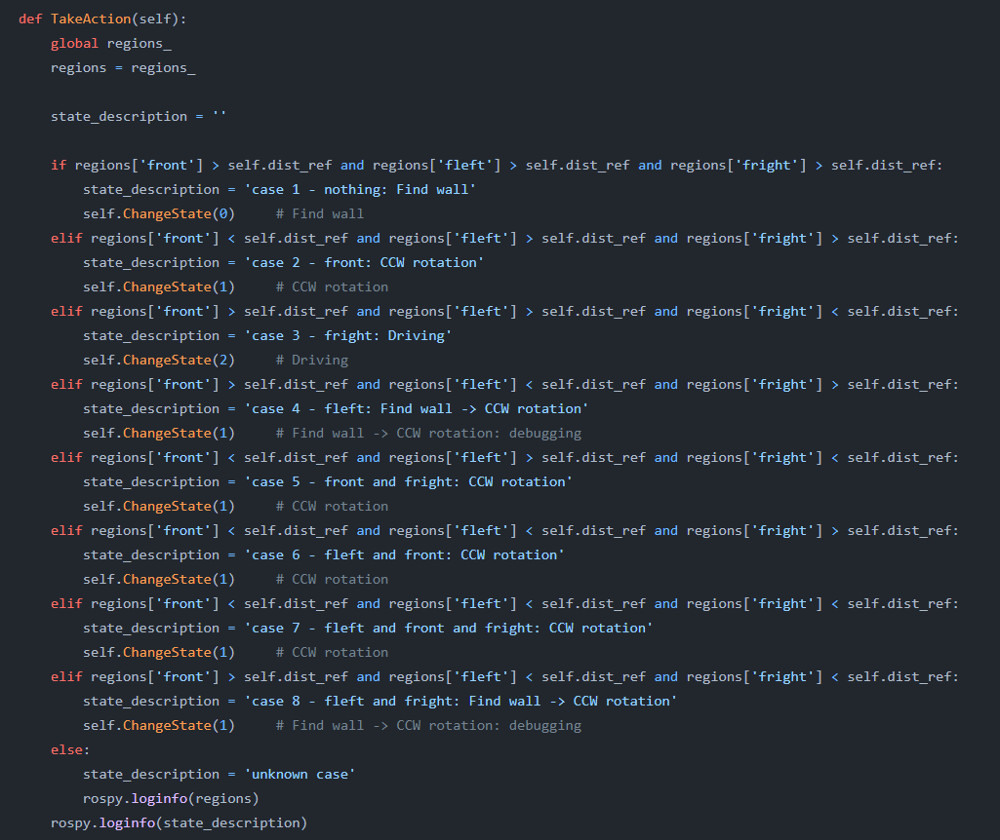 def TakeAction(self):
    global regions_
    regions = regions_

    state_description = ''

    if regions['front'] > self.dist_ref and regions['fleft'] > self.dist_ref and regions['fright'] > self.dist_ref:
        state_description = 'case 1 - nothing: Find wall'
        self.ChangeState(0)     # Find wall
    elif regions['front'] < self.dist_ref and regions['fleft'] > self.dist_ref and regions['fright'] > self.dist_ref:
        state_description = 'case 2 - front: CCW rotation'
        self.ChangeState(1)     # CCW rotation
    elif regions['front'] > self.dist_ref and regions['fleft'] > self.dist_ref and regions['fright'] < self.dist_ref:
        state_description = 'case 3 - fright: Driving'
        self.ChangeState(2)     # Driving
    elif regions['front'] > self.dist_ref and regions['fleft'] < self.dist_ref and regions['fright'] > self.dist_ref:
        state_description = 'case 4 - fleft: Find wall -> CCW rotation'
        self.ChangeState(1)     # Find wall -> CCW rotation: debugging
    elif regions['front'] < self.dist_ref and regions['fleft'] > self.dist_ref and regions['fright'] < self.dist_ref:
        state_description = 'case 5 - front and fright: CCW rotation'
        self.ChangeState(1)     # CCW rotation
    elif regions['front'] < self.dist_ref and regions['fleft'] < self.dist_ref and regions['fright'] > self.dist_ref:
        state_description = 'case 6 - fleft and front: CCW rotation'
        self.ChangeState(1)     # CCW rotation
    elif regions['front'] < self.dist_ref and regions['fleft'] < self.dist_ref and regions['fright'] < self.dist_ref:
        state_description = 'case 7 - fleft and front and fright: CCW rotation'
        self.ChangeState(1)     # CCW rotation
    elif regions['front'] > self.dist_ref and regions['fleft'] < self.dist_ref and regions['fright'] < self.dist_ref:
        state_description = 'case 8 - fleft and fright: Find wall -> CCW rotation'
        self.ChangeState(1)     # Find wall -> CCW rotation: debugging
    else:
        state_description = 'unknown case'
        rospy.loginfo(regions)
    rospy.loginfo(state_description)